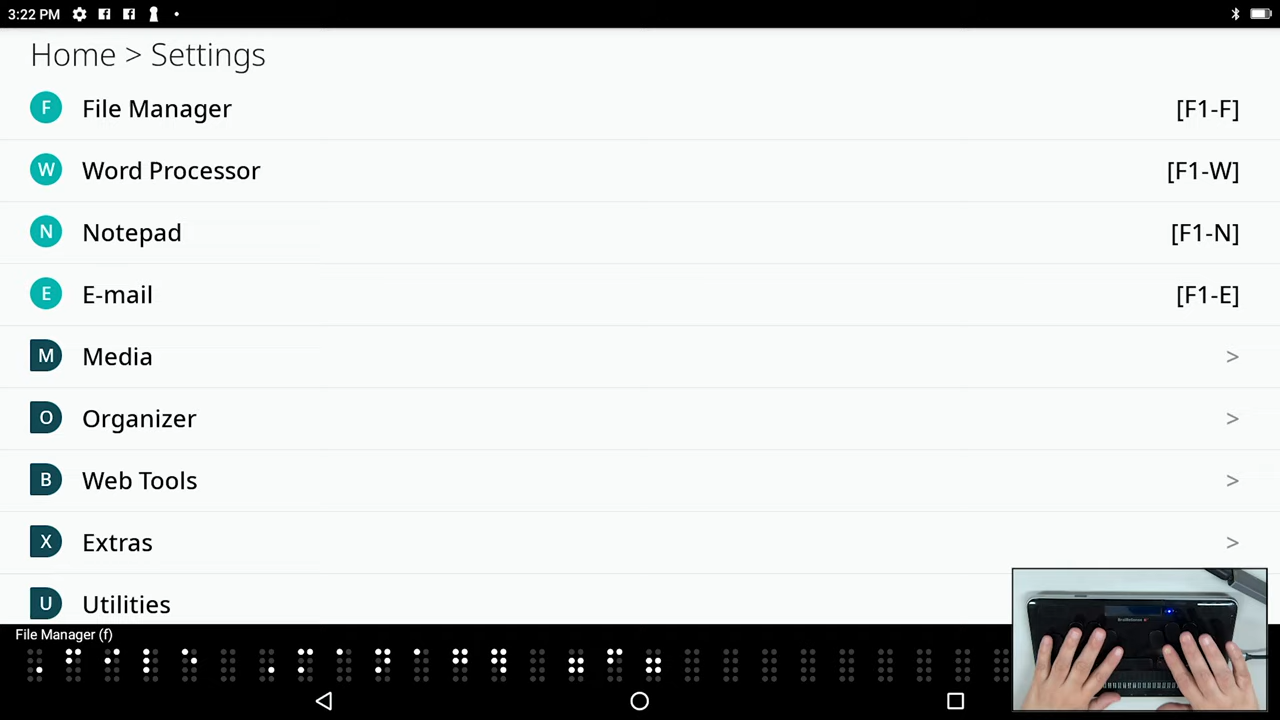 3:22 PM
Home > Settings
F File Manager [F1-F]
W Word Processor [F1-W]
N Notepad [F1-N]
E E-mail [F1-E]
M Media >
O Organizer >
B Web Tools >
X Extras >
U Utilities
File Manager (f)